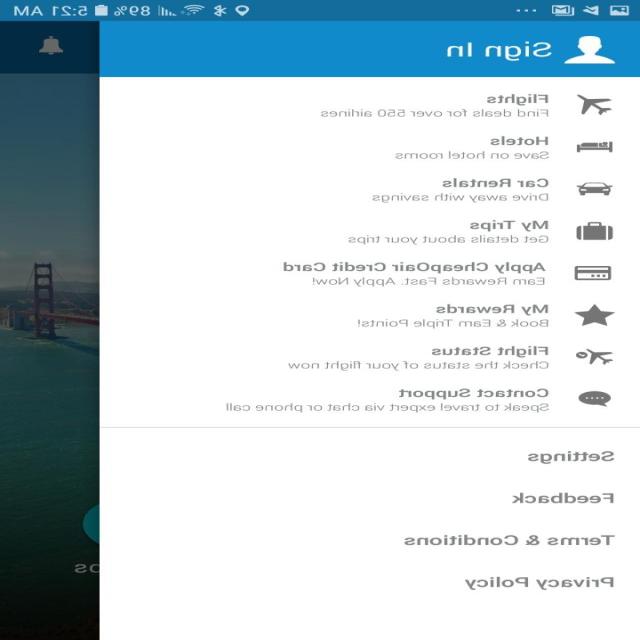 5:21 AM
89%
Sign In
Flights
Find deals for over 550 airlines
Hotels
Save on hotel rooms
Car Rentals
Drive away with savings
My Trips
Get details about your trips
Apply CheapOair Credit Card
Earn Rewards. Fast. Apply Now!
My Rewards
Book & Earn Triple Points!
Flight Status
Check the status of your flight now
Contact Support
Speak to travel expert via chat or phone call
Settings
Feedback
Terms & Conditions
Privacy Policy